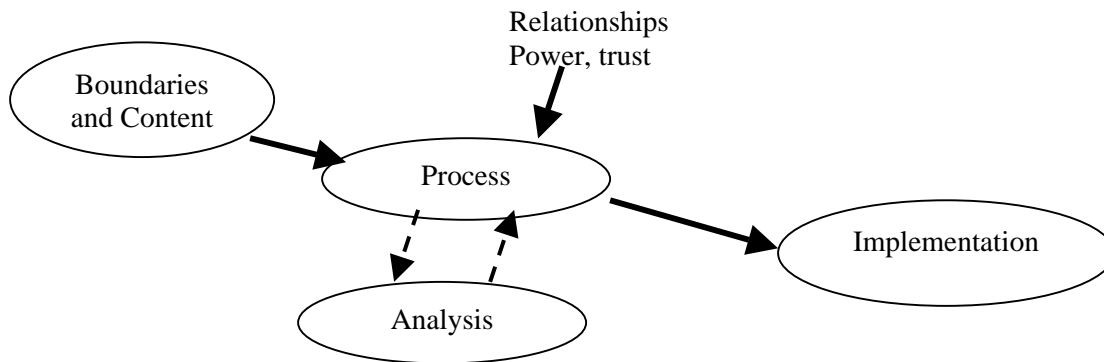 Relationships
Power, trust
Boundaries
and Content
Process
Implementation
Analysis